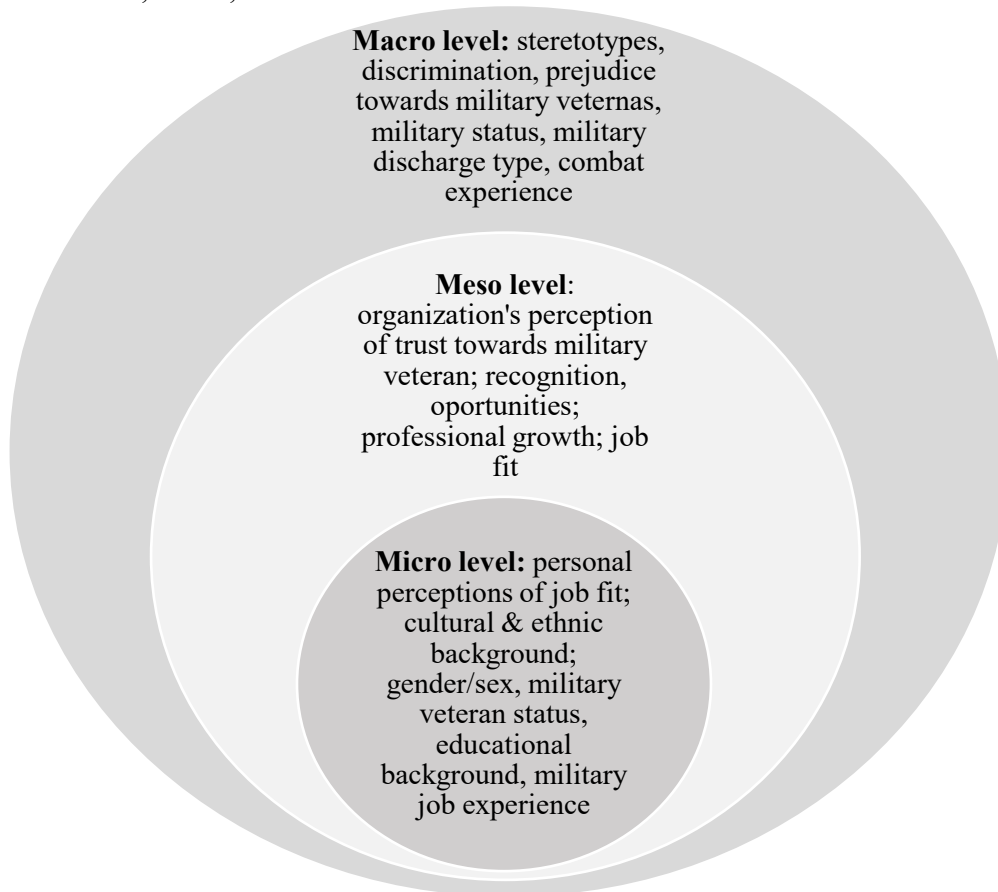 Macro level: steretotypes,
discrimination, prejudice
towards military veternas,
military status, military
discharge type, combat
experience
Meso level:
organization's perception
of trust towards military
veteran; recognition,
oportunities;
professional growth; job
fit
Micro level: personal
perceptions of job fit;
cultural & ethnic
background;
gender/sex, military
veteran status,
educational
background, military
job experience